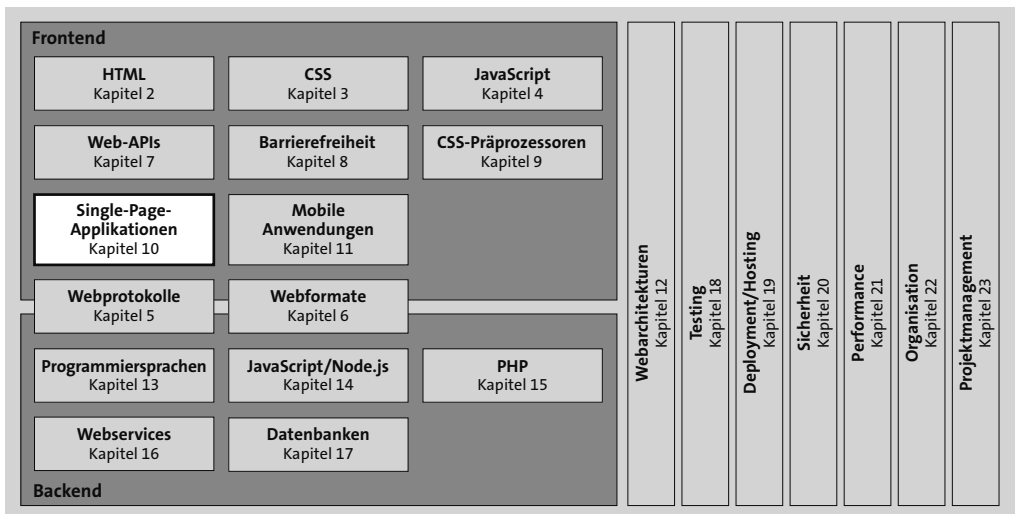 Frontend
HTML
Kapitel 2
CSS
Kapitel 3
JavaScript
Kapitel 4
Web-APIs
Kapitel 7
Barrierefreiheit
Kapitel 8
CSS-Präprozessoren
Kapitel 9
Single-Page-
Applikationen
Kapitel 10
Mobile
Anwendungen
Kapitel 11
Webprotokolle
Kapitel 5
Webformate
Kapitel 6
Programmiersprachen
Kapitel 13
JavaScript/Node.js
Kapitel 14
PHP
Kapitel 15
Webservices
Kapitel 16
Datenbanken
Kapitel 17
Backend
Webarchitekturen
Kapitel 12
Testing
Kapitel 18
Deployment/Hosting
Kapitel 19
Sicherheit
Kapitel 20
Performance
Kapitel 21
Organisation
Kapitel 22
Projektmanagement
Kapitel 23